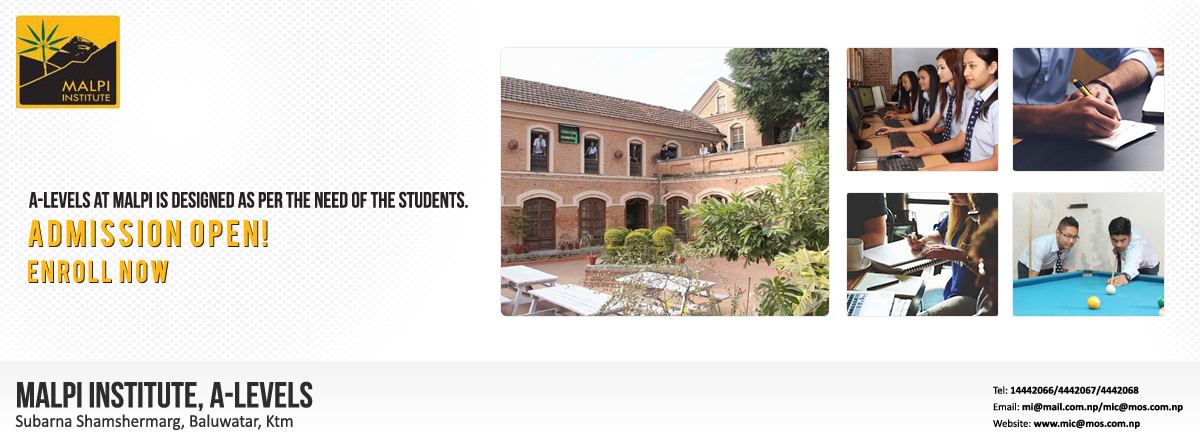 MALPI
INSTITUTE
A-LEVELS AT MALPI IS DESIGNED AS PER THE NEED OF THE STUDENTS.
ADMISSION OPEN!
ENROLL NOW
MALPI INSTITUTE, A-LEVELS
Subarna Shamshermarg, Baluwatar, Ktm
Tel: 14442066/4442067/4442068
Email: mi@mail.com.np/mic@mos.com.np
Website: www.mic@mos.com.np